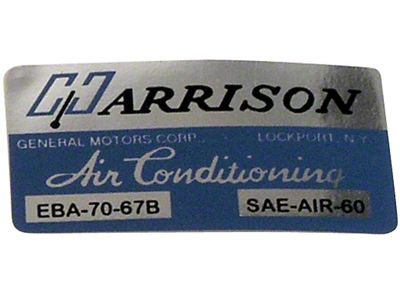 HARRISON
GENERAL MOTORS CORP., LOCKPORT, N.Y.
Air Conditioning
EBA-70-67B SAE-AIR-60